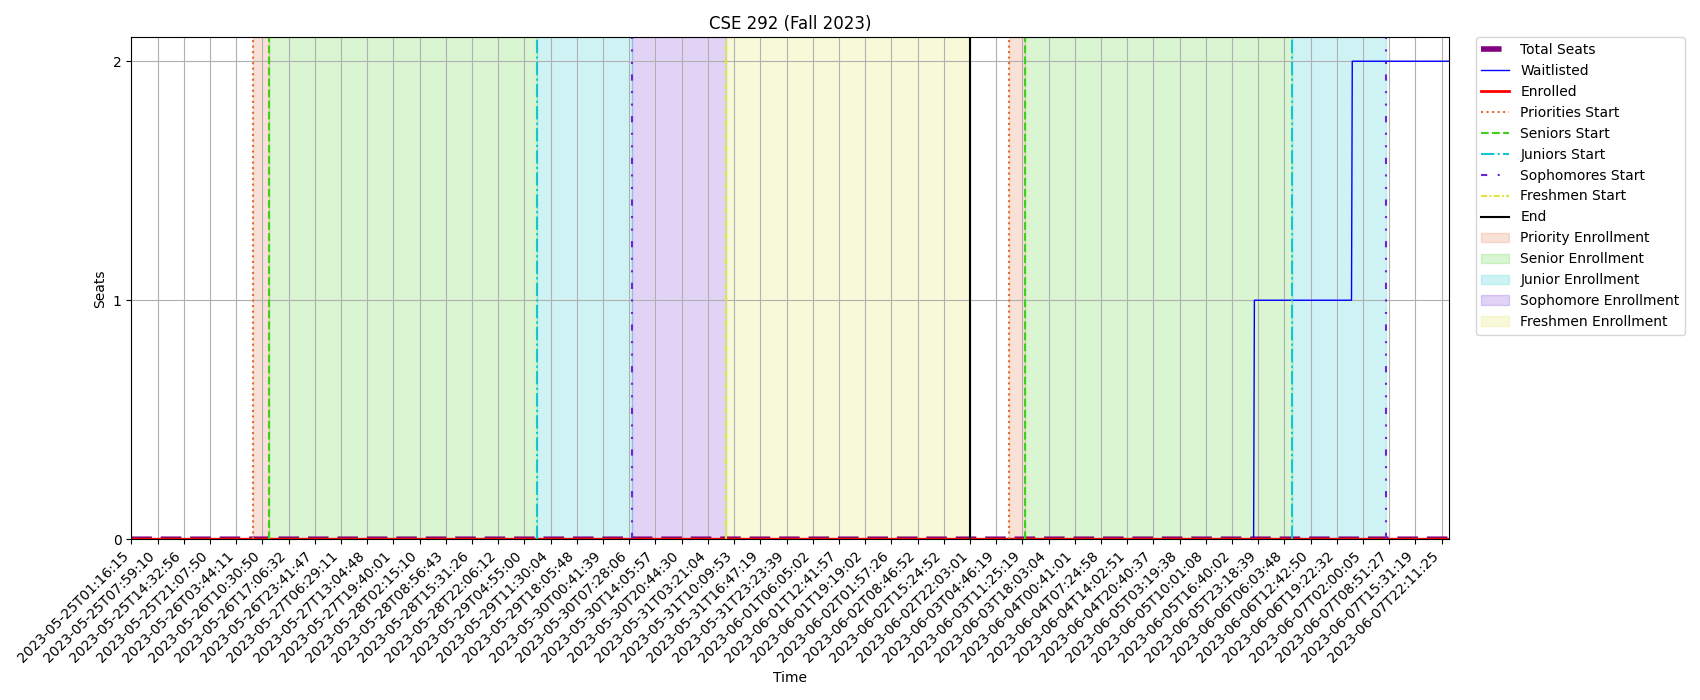 CSE 292 (Fall 2023)
Seats
2
1
0
2023-05-25T01:16:15
2023-05-25T07:59:10
2023-05-25T14:32:56
2023-05-25T21:07:50
2023-05-26T03:44:11
2023-05-26T10:30:50
2023-05-26T17:06:32
2023-05-26T23:41:47
2023-05-27T06:29:11
2023-05-27T13:04:48
2023-05-27T19:40:01
2023-05-28T02:15:10
2023-05-28T08:56:43
2023-05-28T15:31:26
2023-05-28T22:06:12
2023-05-29T04:55:00
2023-05-29T11:30:04
2023-05-29T18:05:48
2023-05-30T00:41:39
2023-05-30T07:28:06
2023-05-30T14:05:57
2023-05-30T20:44:30
2023-05-31T03:21:04
2023-05-31T10:09:53
2023-05-31T16:47:19
2023-05-31T23:23:39
2023-06-01T06:05:02
2023-06-01T12:41:57
2023-06-01T19:19:02
2023-06-02T01:57:26
2023-06-02T08:46:52
2023-06-02T15:24:52
2023-06-02T22:03:01
2023-06-03T04:46:19
2023-06-03T11:25:19
2023-06-03T18:03:04
2023-06-04T00:41:01
2023-06-04T07:24:58
2023-06-04T14:02:51
2023-06-04T20:40:37
2023-06-05T03:19:38
2023-06-05T10:01:08
2023-06-05T16:40:02
2023-06-05T23:18:39
2023-06-06T06:03:48
2023-06-06T12:42:50
2023-06-06T19:22:32
2023-06-07T02:00:05
2023-06-07T08:51:27
2023-06-07T15:31:19
2023-06-07T22:11:25
Time
Total Seats
Waitlisted
Enrolled
Priorities Start
Seniors Start
Juniors Start
Sophomores Start
Freshmen Start
End
Priority Enrollment
Senior Enrollment
Junior Enrollment
Sophomore Enrollment
Freshmen Enrollment